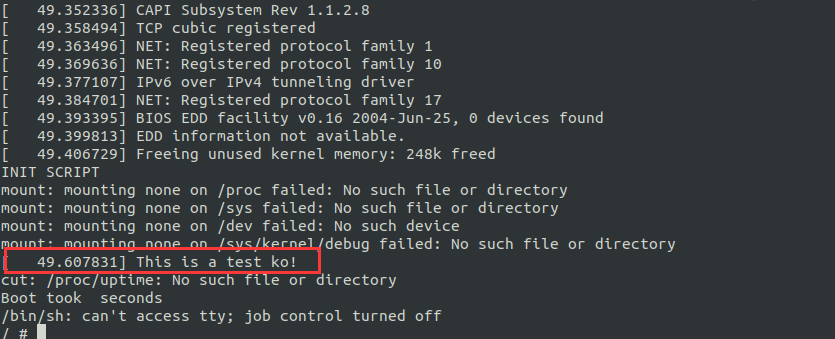 [   49.352336] CAPI Subsystem Rev 1.1.2.8
[   49.358494] TCP cubic registered
[   49.363496] NET: Registered protocol family 1
[   49.369636] NET: Registered protocol family 10
[   49.377107] IPv6 over IPv4 tunneling driver
[   49.384701] NET: Registered protocol family 17
[   49.393395] BIOS EDD facility v0.16 2004-Jun-25, 0 devices found
[   49.399813] EDD information not available.
[   49.406729] Freeing unused kernel memory: 248k freed
INIT SCRIPT
mount: mounting none on /proc failed: No such file or directory
mount: mounting none on /sys failed: No such file or directory
mount: mounting none on /dev failed: No such device
mount: mounting none on /sys/kernel/debug failed: No such file or directory
[   49.607831] This is a test ko!
cut: /proc/uptime: No such file or directory
Boot took  seconds
/bin/sh: can't access tty; job control turned off
/ #